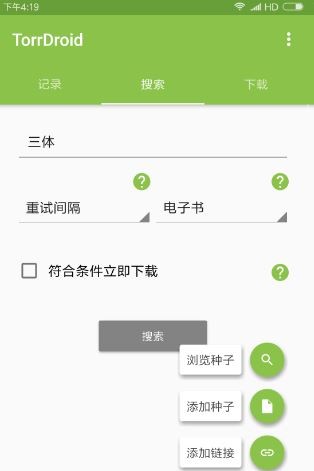 下午4:19 HD
TorrDroid
记录 搜索 下载
三体
? ?
重试间隔 电子书
符合条件立即下载 ?
搜索
浏览种子
添加种子
添加链接